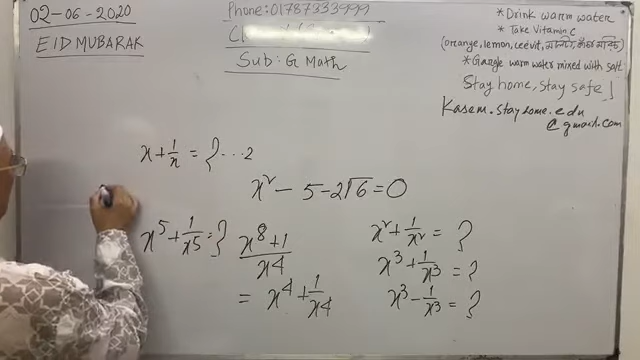 02-06-2020
EID MUBARAK
Phone: 01787333999
Sub: G Math
* Drink warm water
* Take Vitamin C
(orange, lemon, ceevit,
* Gargle warm water mixed with salt
Stay home, Stay safe
Kasem.stayhome.edu
@gmail.com
x + 1/x = ? ... 2
x² - 5 - 2√6 = 0
x⁵ + 1/x⁵ = ?
x⁸ + 1 / x⁴
= x⁴ + 1/x⁴
x² + 1/x² = ?
x³ + 1/x³ = ?
x³ - 1/x³ = ?